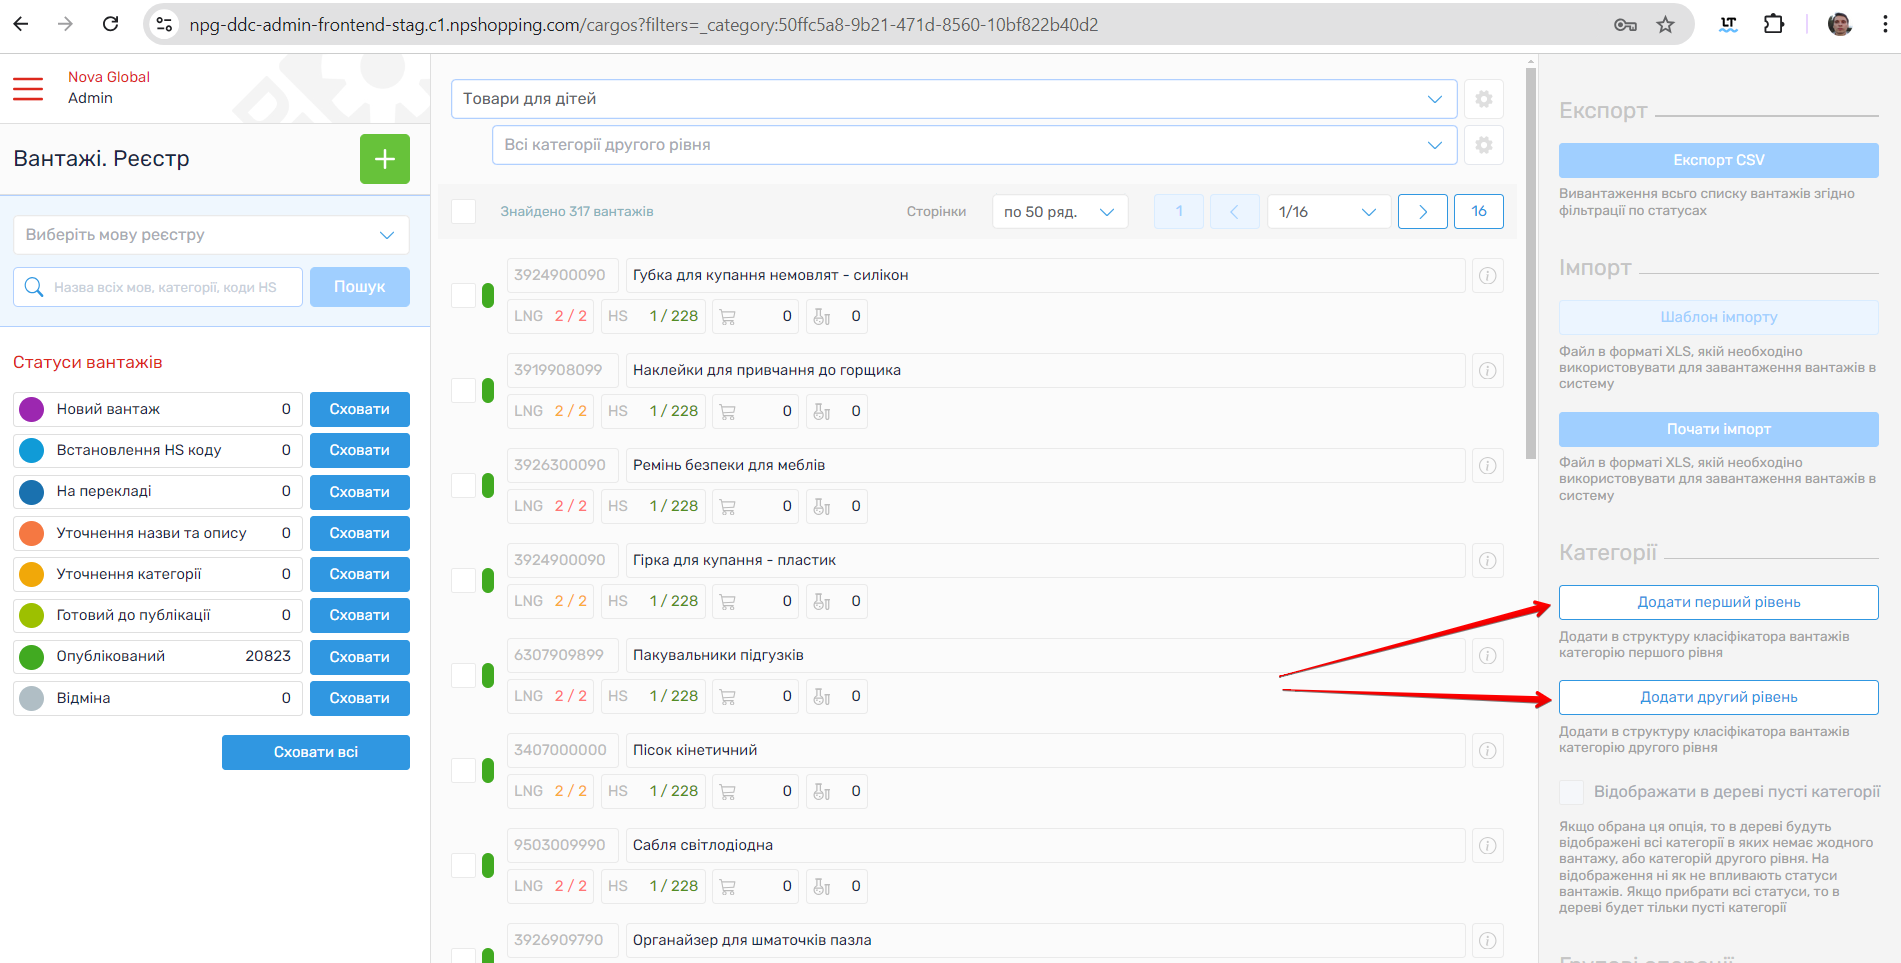 npg-ddc-admin-frontend-stag.c1.npshopping.com/cargos?filters=_category:50ffc5a8-9b21-471d-8560-10bf822b40d2
LT
Nova Global
Admin
Вантажі. Реєстр
+
Виберіть мову реєстру
Назва всіх мов, категорії, коди HS
Пошук
Статуси вантажів
Новий вантаж 0 Сховати
Встановлення HS коду 0 Сховати
На перекладі 0 Сховати
Уточнення назви та опису 0 Сховати
Уточнення категорії 0 Сховати
Готовий до публікації 0 Сховати
Опублікований 20823 Сховати
Відміна 0 Сховати
Сховати всі
Товари для дітей
Всі категорії другого рівня
Знайдено 317 вантажів Сторінки по 50 ряд. 1 1/16 16
3924900090 Губка для купання немовлят - силікон
LNG 2 / 2 HS 1 / 228 0 0
3919908099 Наклейки для привчання до горщика
LNG 2 / 2 HS 1 / 228 0 0
3926300090 Ремінь безпеки для меблів
LNG 2 / 2 HS 1 / 228 0 0
3924900090 Гірка для купання - пластик
LNG 2 / 2 HS 1 / 228 0 0
6307909899 Пакувальники підгузків
LNG 2 / 2 HS 1 / 228 0 0
3407000000 Пісок кінетичний
LNG 2 / 2 HS 1 / 228 0 0
9503009990 Сабля світлодіодна
LNG 2 / 2 HS 1 / 228 0 0
3926909790 Органайзер для шматочків пазла
Експорт
Експорт CSV
Вивантаження всьго списку вантажів згідно
фільтрації по статусах
Імпорт
Шаблон імпорту
Файл в форматі XLS, якій необхідно
використовувати для завантаження вантажів в
систему
Почати імпорт
Файл в форматі XLS, якій необхідно
використовувати для завантаження вантажів в
систему
Категорії
Додати перший рівень
Додати в структуру класіфікатора вантажів
категорію першого рівня
Додати другий рівень
Додати в структуру класіфікатора вантажів
категорію другого рівня
Відображати в дереві пусті категорії
Якщо обрана ця опція, то в дереві будуть
відображені всі категорії в яких немає жодного
вантажу, або категорій другого рівня. На
відображення ні як не впливають статуси
вантажів. Якщо прибрати всі статуси, то в
дереві будет тільки пусті категорії